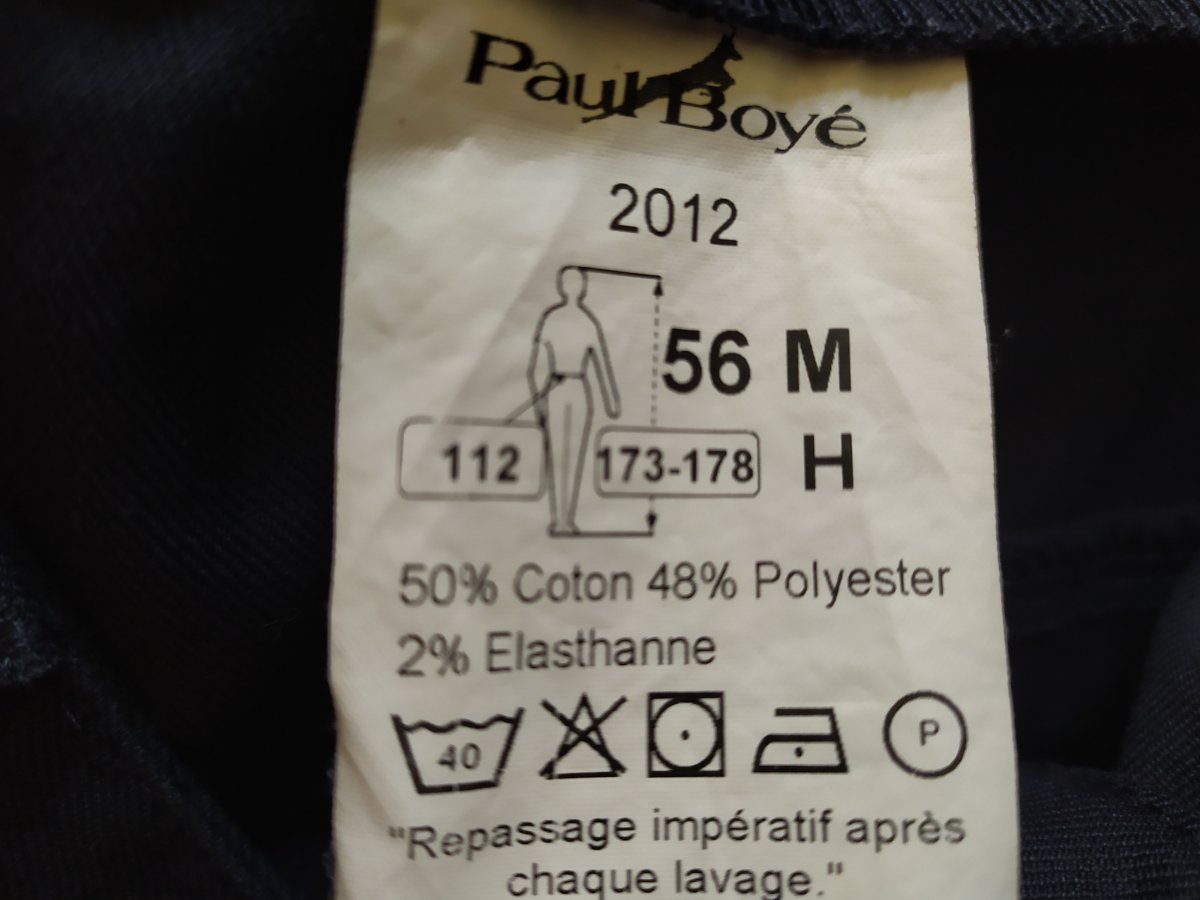 Paul Boyé
2012
56 M
112 173-178 H
50% Coton 48% Polyester
2% Elasthanne
40 P
"Repassage impératif après
chaque lavage."